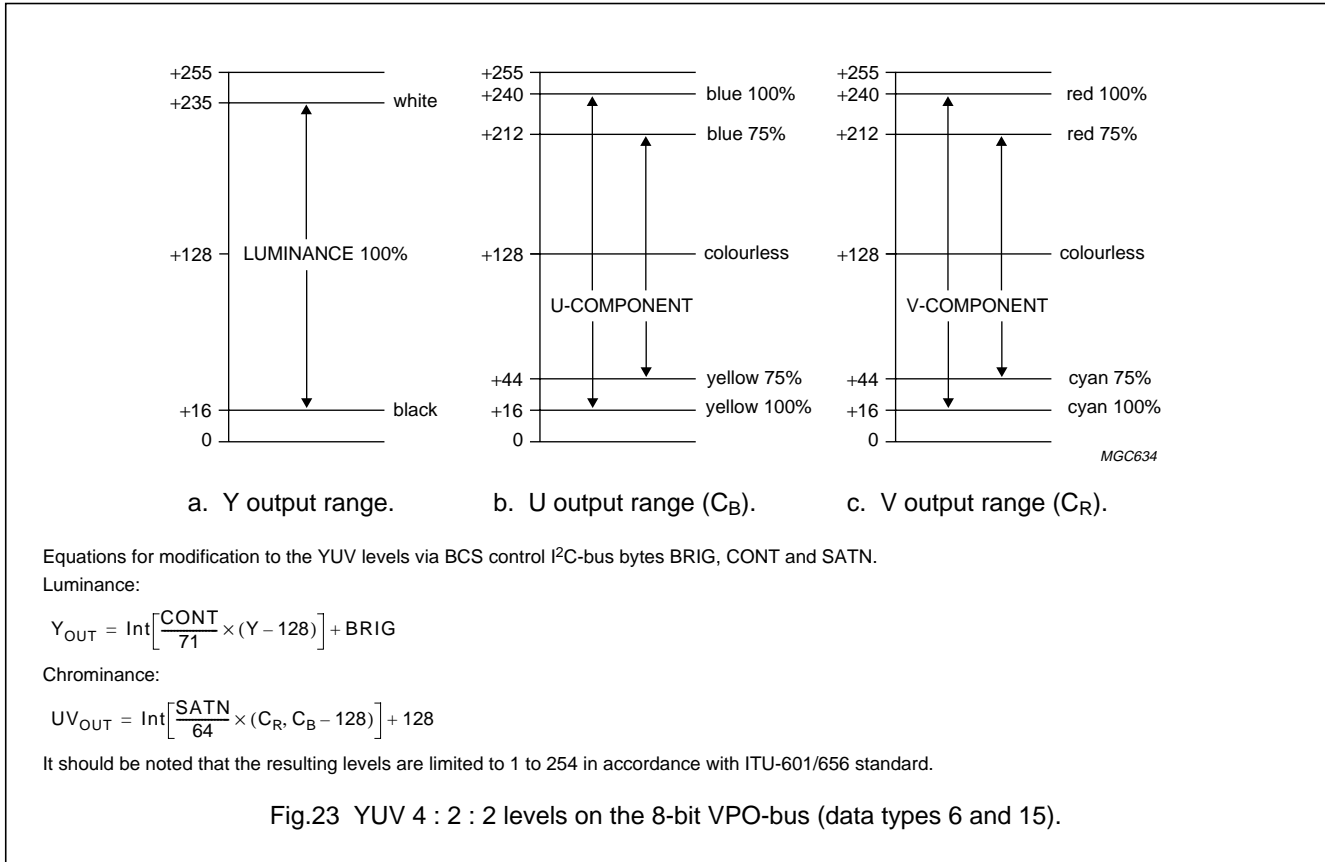 +255
+235
white
+128
LUMINANCE 100%
+16
black
0
+255
+240
blue 100%
+212
blue 75%
+128
colourless
U-COMPONENT
+44
yellow 75%
+16
yellow 100%
0
+255
+240
red 100%
+212
red 75%
+128
colourless
V-COMPONENT
+44
cyan 75%
+16
cyan 100%
0
MGC634
a. Y output range.
b. U output range (C_B).
c. V output range (C_R).
Equations for modification to the YUV levels via BCS control I²C-bus bytes BRIG, CONT and SATN.
Luminance:
Y_OUT = Int[CONT/71 × (Y − 128)] + BRIG
Chrominance:
UV_OUT = Int[SATN/64 × (C_R, C_B − 128)] + 128
It should be noted that the resulting levels are limited to 1 to 254 in accordance with ITU-601/656 standard.
Fig.23 YUV 4 : 2 : 2 levels on the 8-bit VPO-bus (data types 6 and 15).